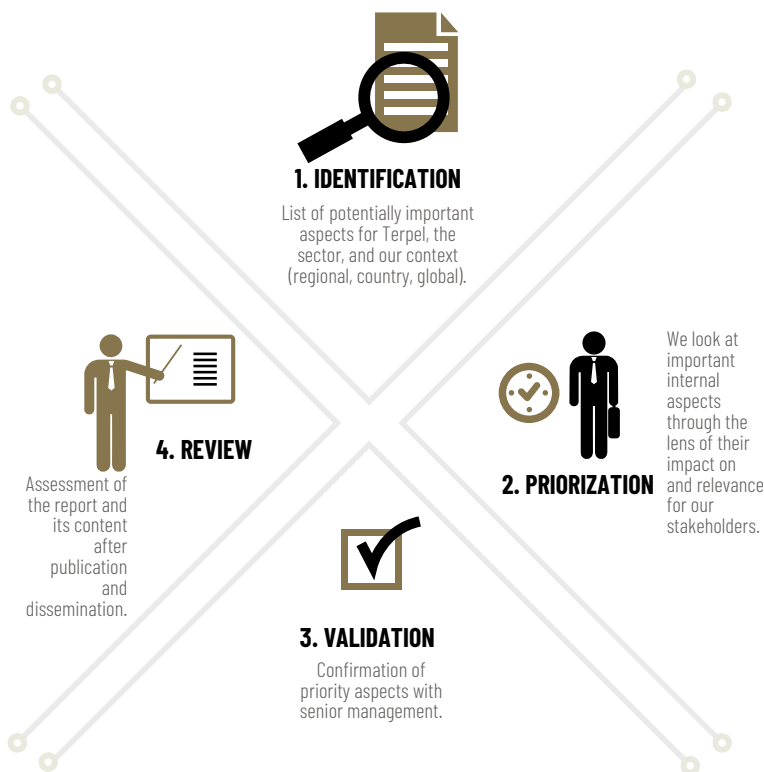 1. IDENTIFICATION
List of potentially important
aspects for Terpel, the
sector, and our context
(regional, country, global).
We look at
important
internal
aspects
through the
lens of their
impact on
and relevance
for our
stakeholders.
2. PRIORIZATION
3. VALIDATION
Confirmation of
priority aspects with
senior management.
4. REVIEW
Assessment of
the report and
its content
after
publication
and
dissemination.